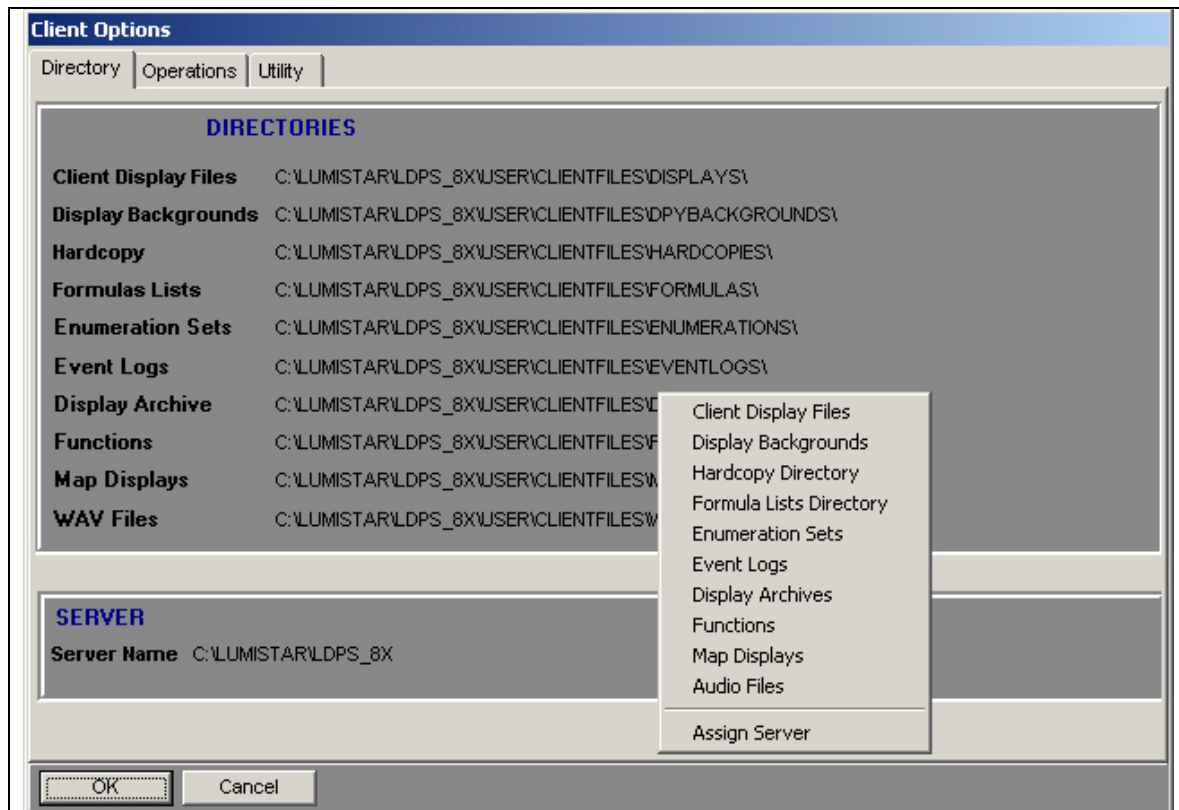 Client Options
Directory Operations Utility
DIRECTORIES
Client Display Files C:\LUMISTAR\LDPS_8X\USER\CLIENTFILES\DISPLAYS\
Display Backgrounds C:\LUMISTAR\LDPS_8X\USER\CLIENTFILES\DPYBACKGROUNDS\
Hardcopy C:\LUMISTAR\LDPS_8X\USER\CLIENTFILES\HARDCOPIES\
Formulas Lists C:\LUMISTAR\LDPS_8X\USER\CLIENTFILES\FORMULAS\
Enumeration Sets C:\LUMISTAR\LDPS_8X\USER\CLIENTFILES\ENUMERATIONS\
Event Logs C:\LUMISTAR\LDPS_8X\USER\CLIENTFILES\EVENTLOGS\
Display Archive C:\LUMISTAR\LDPS_8X\USER\CLIENTFILES\
Functions C:\LUMISTAR\LDPS_8X\USER\CLIENTFILES\F
Map Displays C:\LUMISTAR\LDPS_8X\USER\CLIENTFILES\
WAV Files C:\LUMISTAR\LDPS_8X\USER\CLIENTFILES\
Client Display Files
Display Backgrounds
Hardcopy Directory
Formula Lists Directory
Enumeration Sets
Event Logs
Display Archives
Functions
Map Displays
Audio Files
Assign Server
SERVER
Server Name C:\LUMISTAR\LDPS_8X
OK Cancel